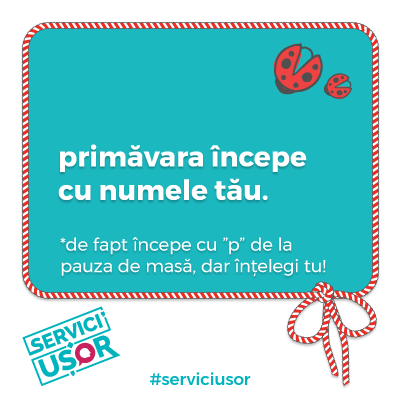 primăvara începe
cu numele tău.
*de fapt începe cu ”p” de la
pauza de masă, dar înțelegi tu!
SERVICI
UȘOR
#serviciusor